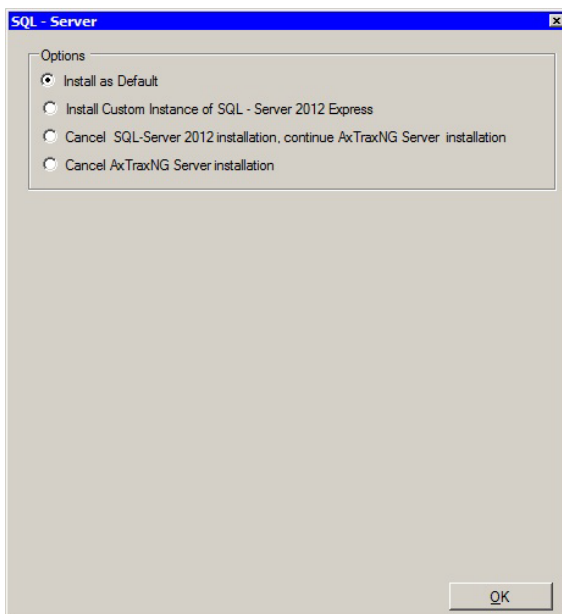 SQL - Server
Options
Install as Default
Install Custom Instance of SQL - Server 2012 Express
Cancel SQL-Server 2012 installation, continue AxTraxNG Server installation
Cancel AxTraxNG Server installation
OK